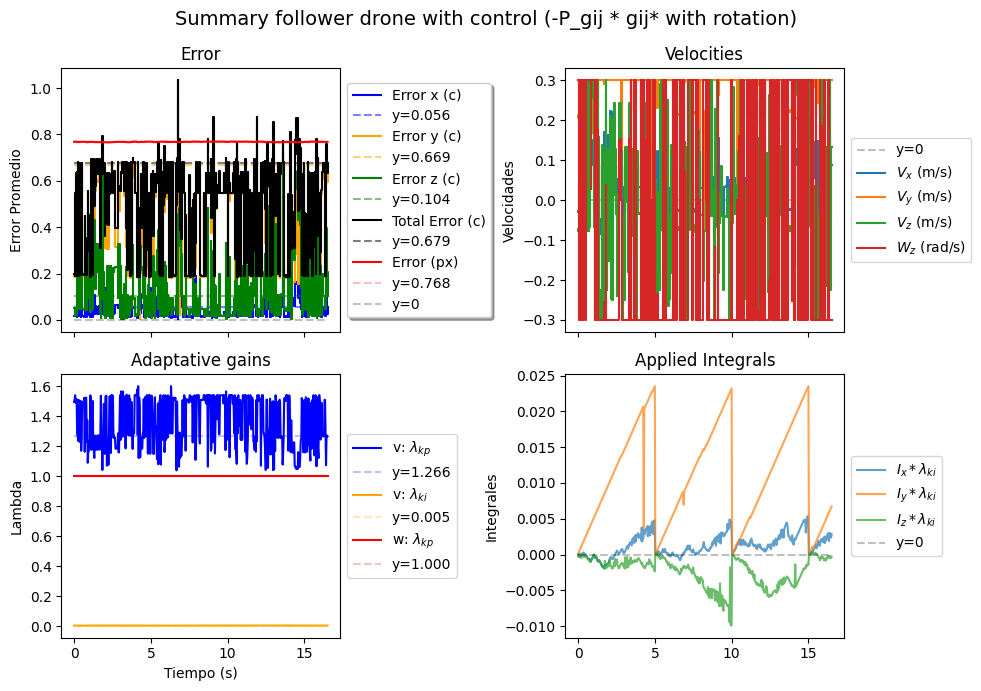 Summary follower drone with control (-P_gij * gij* with rotation)
Error
Error Promedio
1.0
0.8
0.6
0.4
0.2
0.0
0
5
10
15
Error x (c)
y=0.056
Error y (c)
y=0.669
Error z (c)
y=0.104
Total Error (c)
y=0.679
Error (px)
y=0.768
y=0
Velocities
Velocidades
0.3
0.2
0.1
0.0
−0.1
−0.2
−0.3
y=0
V_x (m/s)
V_y (m/s)
V_z (m/s)
W_z (rad/s)
Adaptative gains
Lambda
1.6
1.4
1.2
1.0
0.8
0.6
0.4
0.2
0.0
0 5 10 15
Tiempo (s)
v: λ_kp
y=1.266
v: λ_ki
y=0.005
w: λ_kp
y=1.000
Applied Integrals
Integrales
0.025
0.020
0.015
0.010
0.005
0.000
−0.005
−0.010
0 5 10 15
I_x * λ_ki
I_y * λ_ki
I_z * λ_ki
y=0